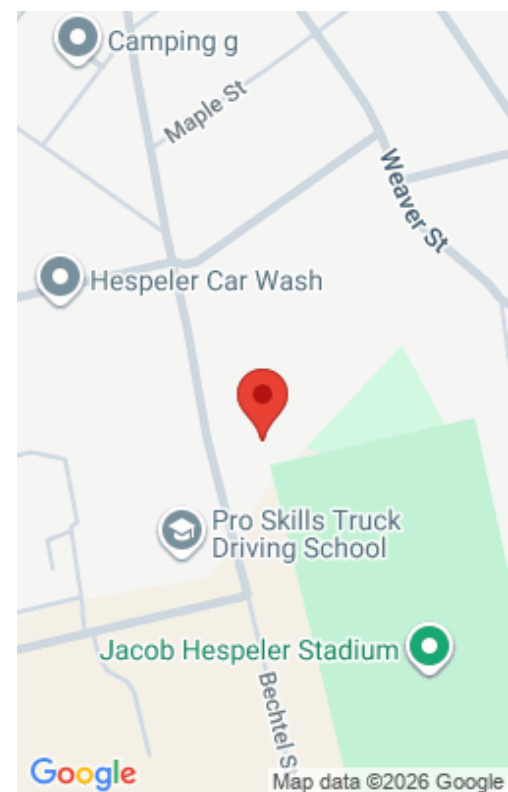 Camping g
Maple St
Weaver St
Hespeler Car Wash
Pro Skills Truck
Driving School
Jacob Hespeler Stadium
Bechtel S
Google
Map data ©2026 Google